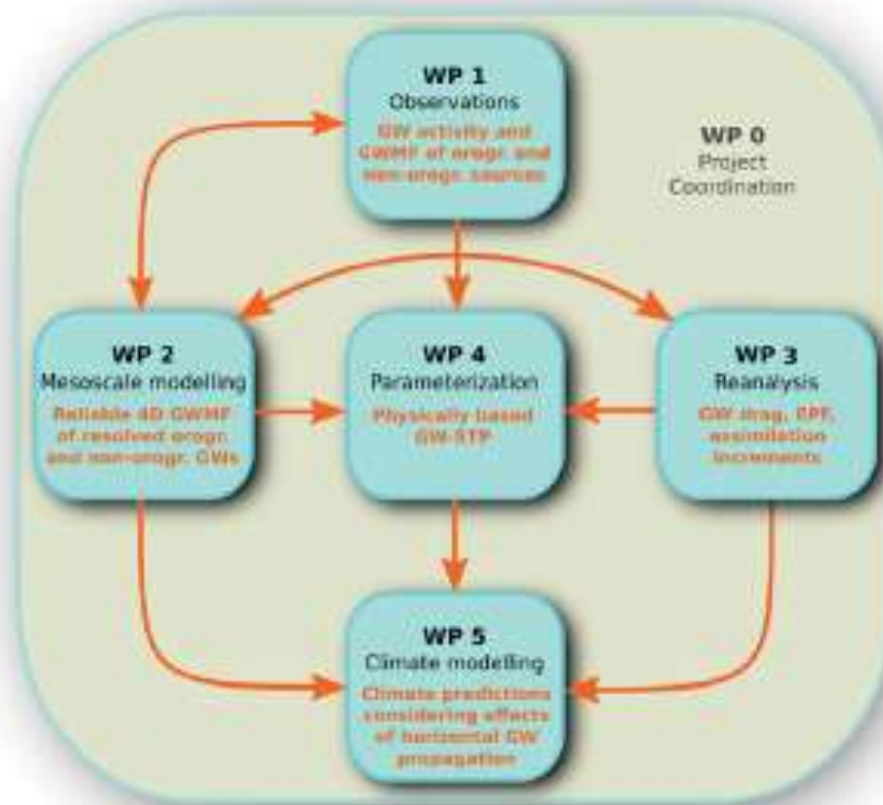 WP 1
Observations
GW activity and
GWMF of orogr. and
non-orogr. sources
WP 0
Project
Coordination
WP 2
Mesoscale modelling
Reliable 4D GWMF
of resolved orogr.
and non-orogr. GWs
WP 4
Parameterization
Physically based
GW-STP
WP 3
Reanalysis
GW drag, EPF,
assimilation
increments
WP 5
Climate modelling
Climate predictions
considering effects
of horizontal GW
propagation